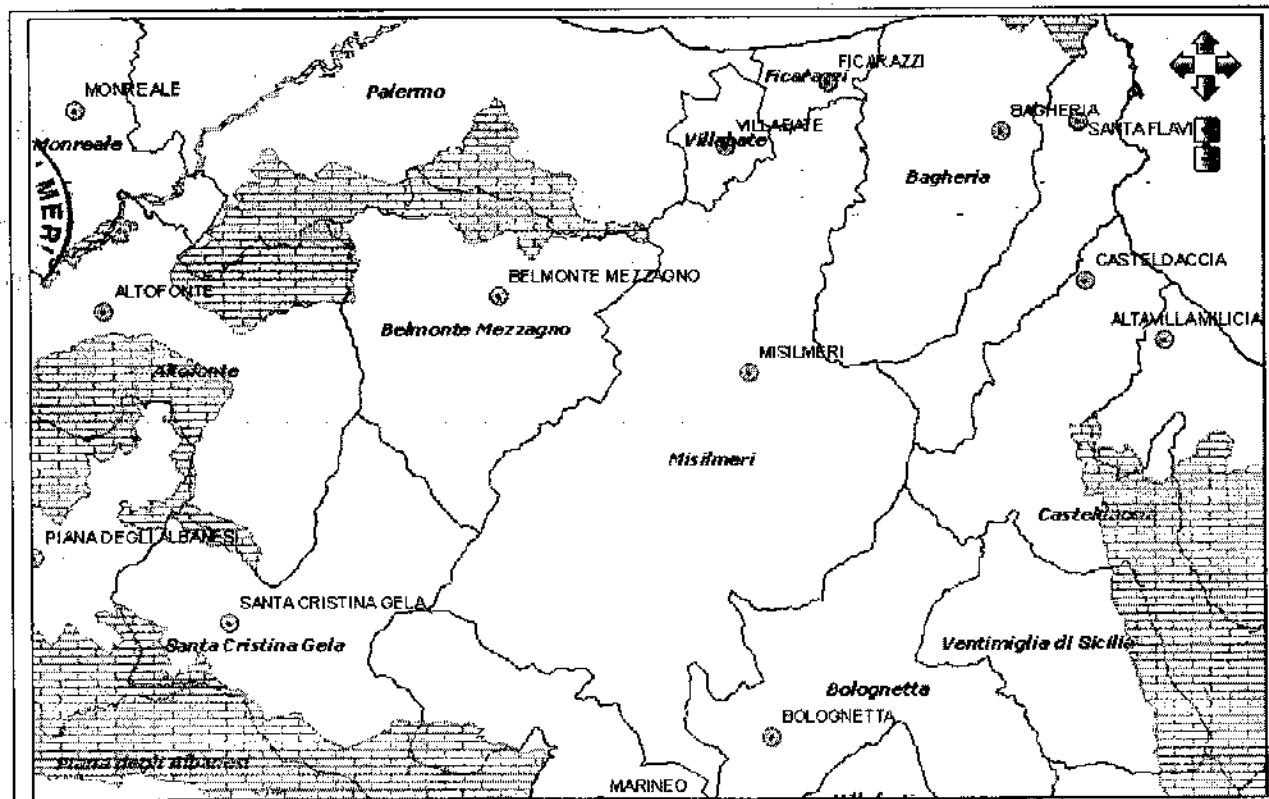 FICARAZZI
Ficarazzi
MONREALE
Palermo
BAGHERIA
VILLABATE
SANTA FLAVI
Villabate
Monreale
Bagheria
MER
CASTELDACCIA
BELMONTE MEZZAGNO
ALTOFONTE
ALTAVILLA MILICIA
Belmonte Mezzagno
MISILMERI
Altofonte
Misilmeri
Casteldaccia
PIANA DEGLI ALBANESI
SANTA CRISTINA GELA
Santa Cristina Gela
Ventimiglia di Sicilia
Bolognetta
BOLOGNETTA
Piana degli Albanesi
MARINEO